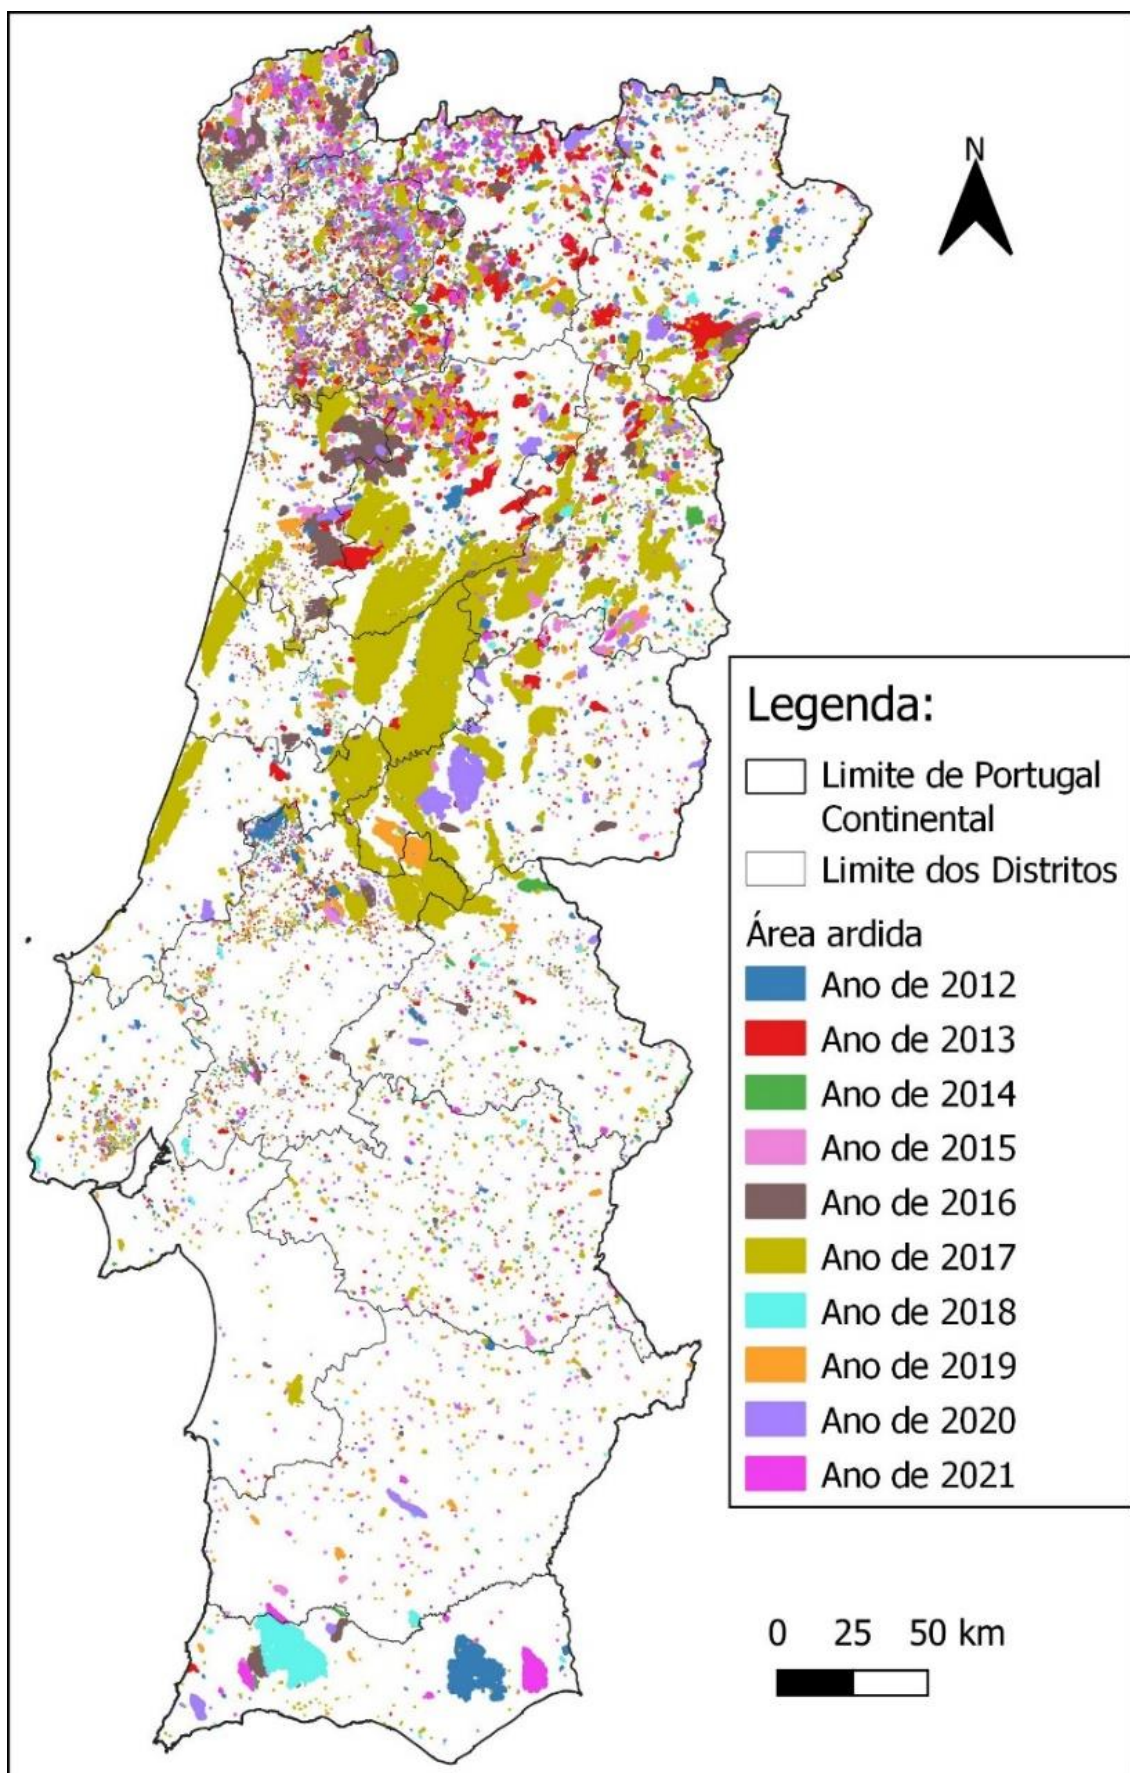 N
Legenda:
Limite de Portugal
Continental
Limite dos Distritos
Área ardida
Ano de 2012
Ano de 2013
Ano de 2014
Ano de 2015
Ano de 2016
Ano de 2017
Ano de 2018
Ano de 2019
Ano de 2020
Ano de 2021
0 25 50 km